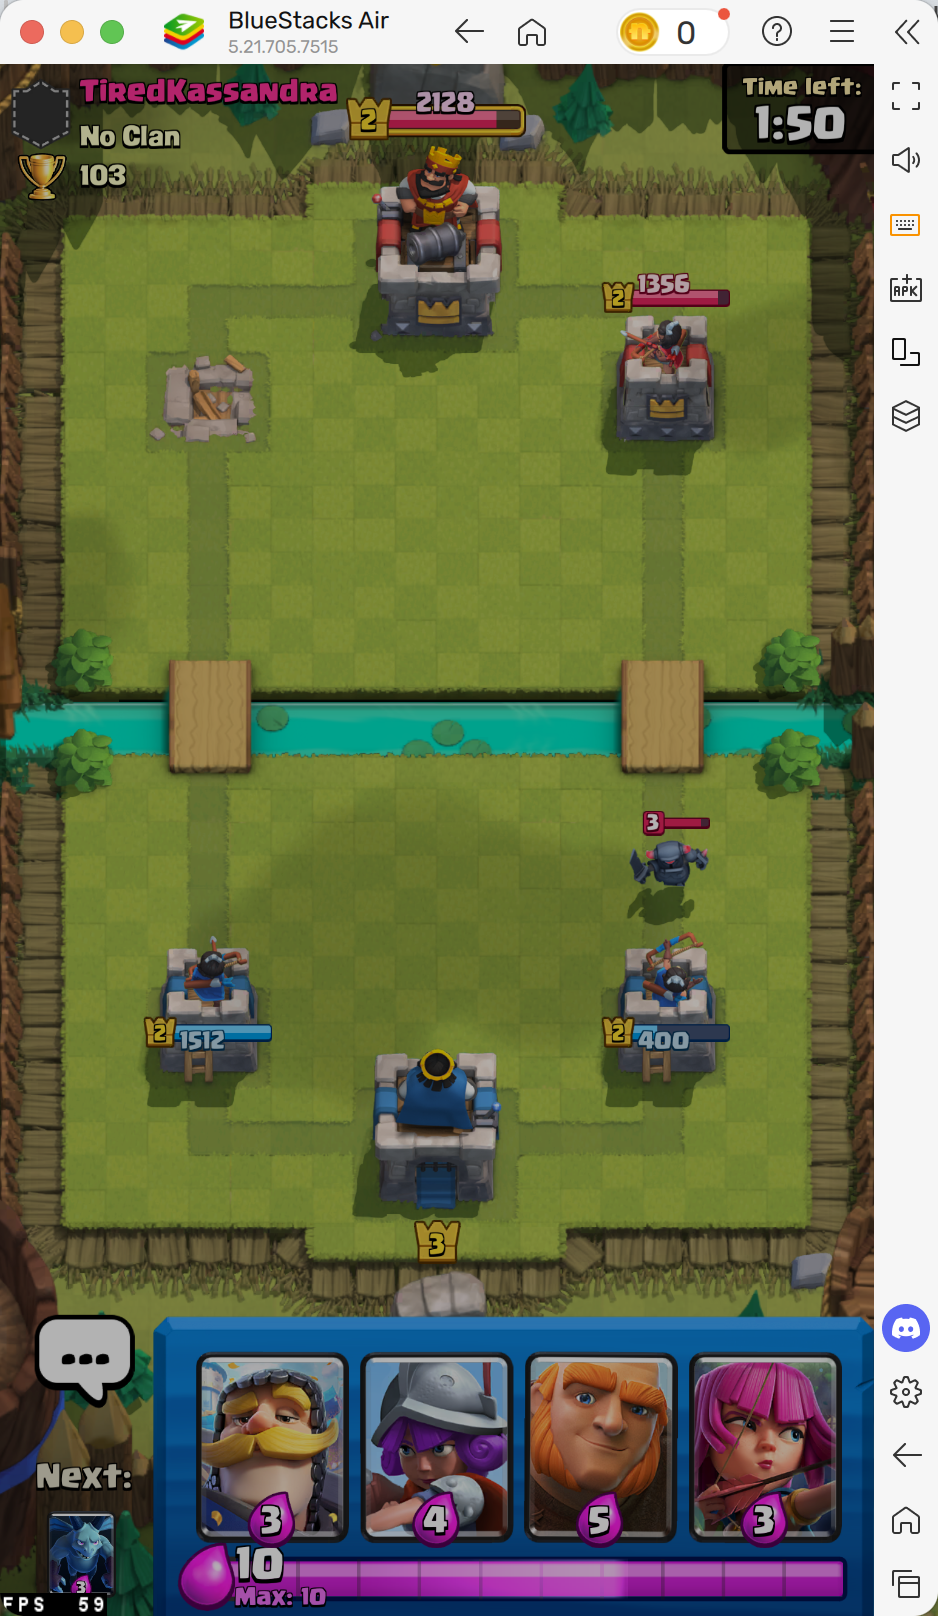 BlueStacks Air
5.21.705.7515
0
TiredKassandra
2
2128
Time left:
1:50
No Clan
103
2
1356
APK
3
2
1512
2
400
3
...
3
4
5
3
Next:
3
10
Max: 10
FPS 59